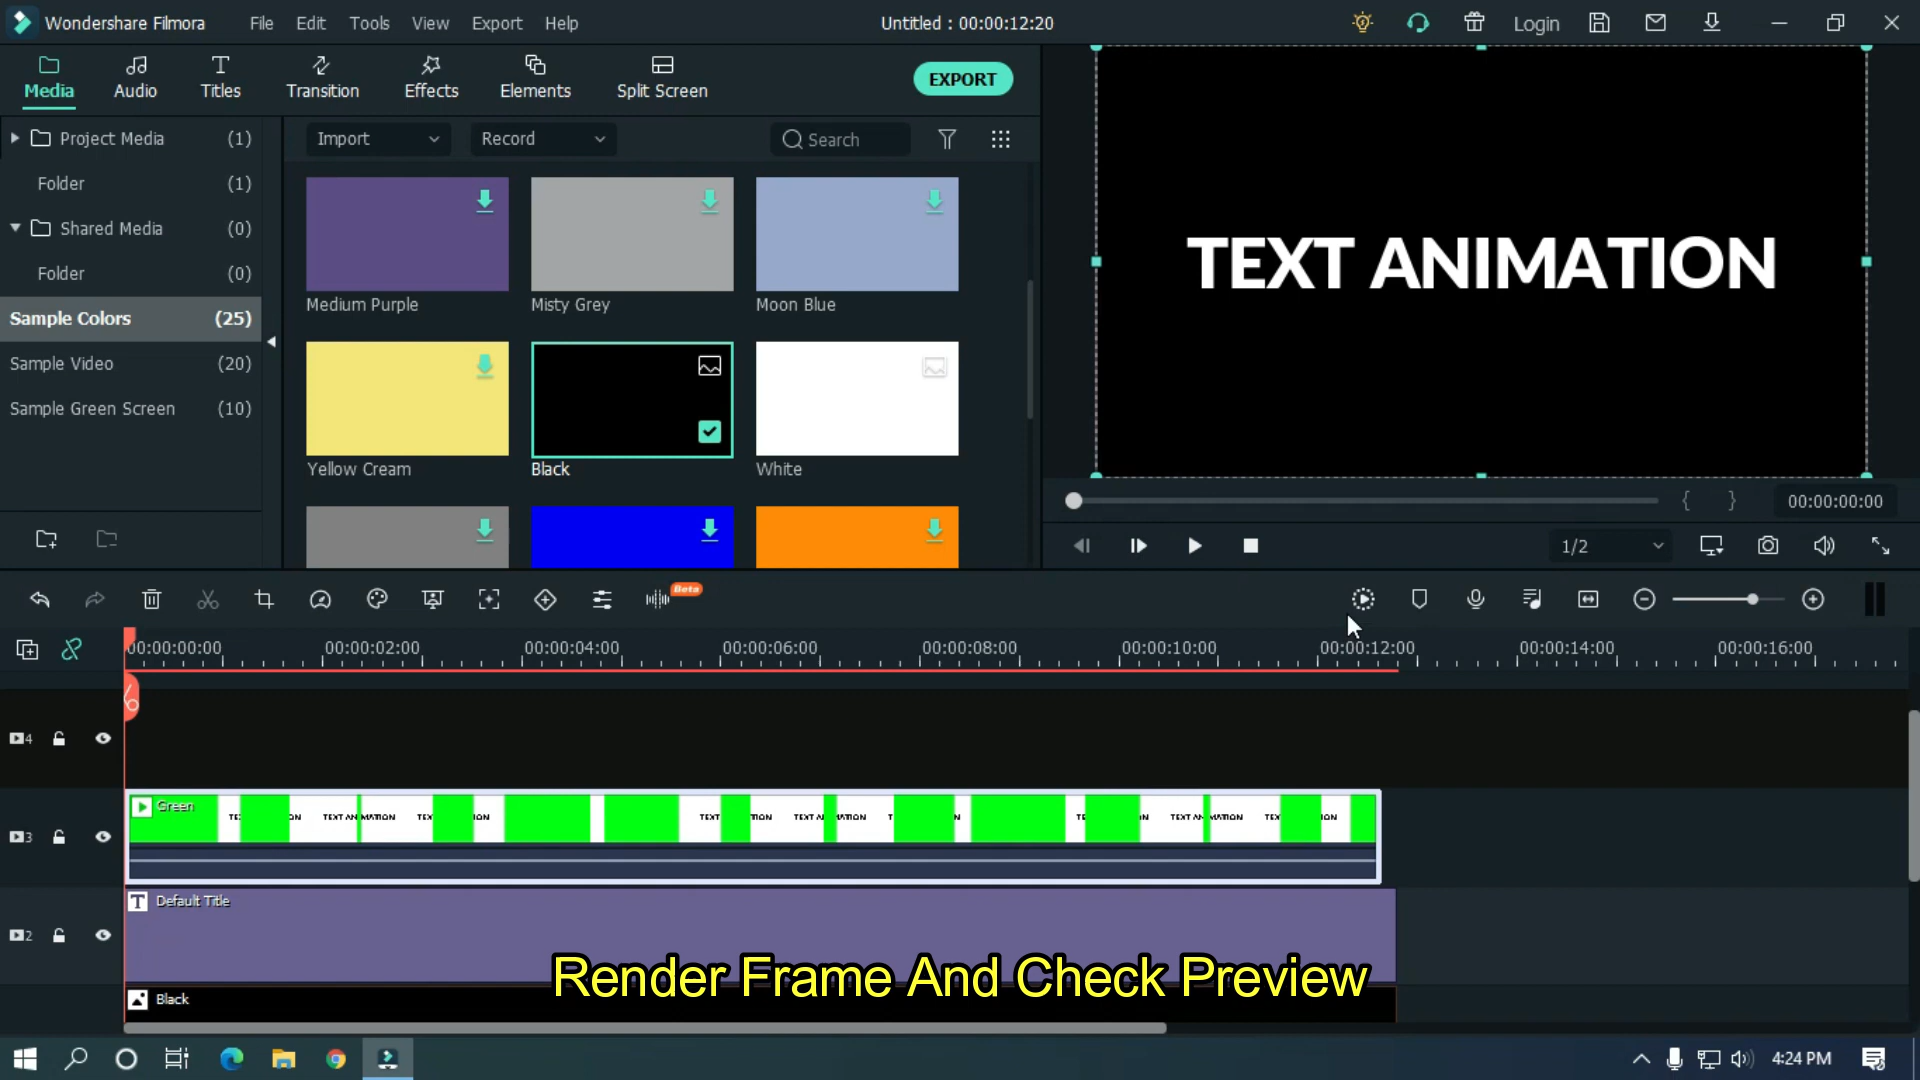 Wondershare Filmora
File Edit Tools View Export Help
Untitled : 00:00:12:20
Login
Media Audio Titles Transition Effects Elements Split Screen
EXPORT
Project Media (1)
Folder (1)
Shared Media (0)
Folder (0)
Sample Colors (25)
Sample Video (20)
Sample Green Screen (10)
Import Record Search
Medium Purple Misty Grey Moon Blue
Yellow Cream Black White
TEXT ANIMATION
{ } 00:00:00:00
1/2
Beta
00:00:00:00 00:00:02:00 00:00:04:00 00:00:06:00 00:00:08:00 00:00:10:00 00:00:12:00 00:00:14:00 00:00:16:00
4
3
Green
2
Default Title
Black
Render Frame And Check Preview
4:24 PM